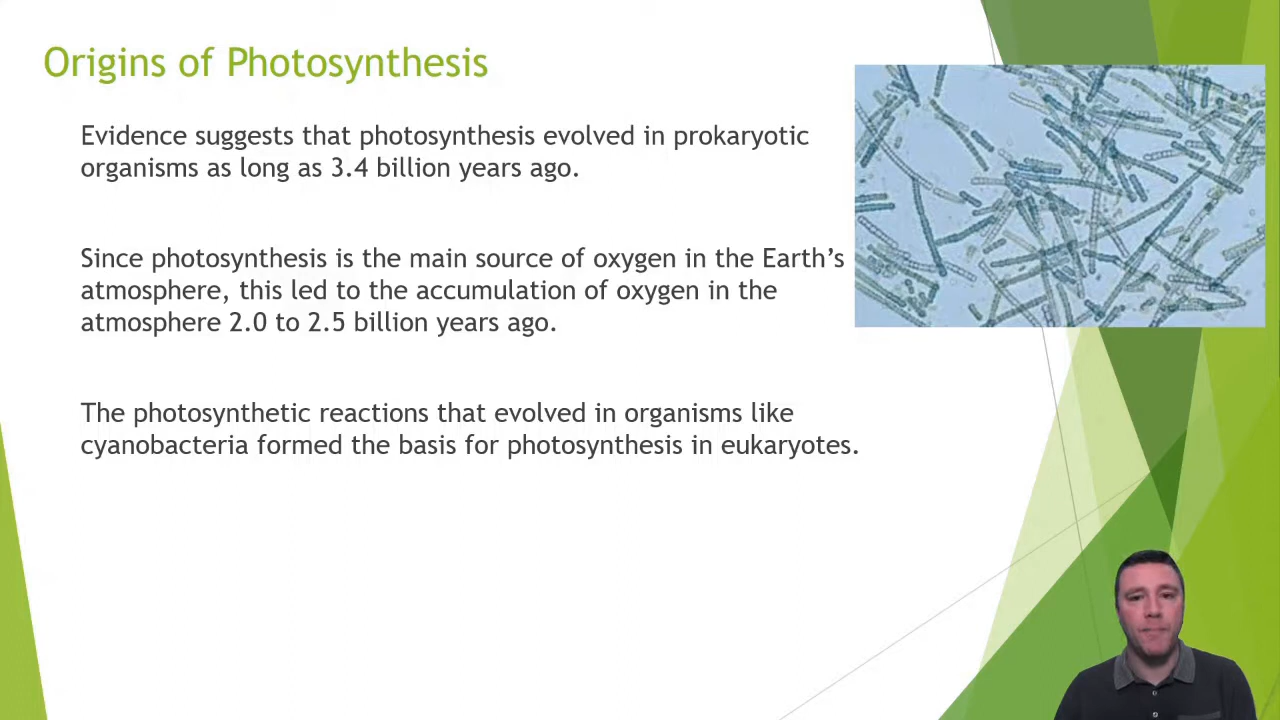 Origins of Photosynthesis
Evidence suggests that photosynthesis evolved in prokaryotic
organisms as long as 3.4 billion years ago.
Since photosynthesis is the main source of oxygen in the Earth’s
atmosphere, this led to the accumulation of oxygen in the
atmosphere 2.0 to 2.5 billion years ago.
The photosynthetic reactions that evolved in organisms like
cyanobacteria formed the basis for photosynthesis in eukaryotes.